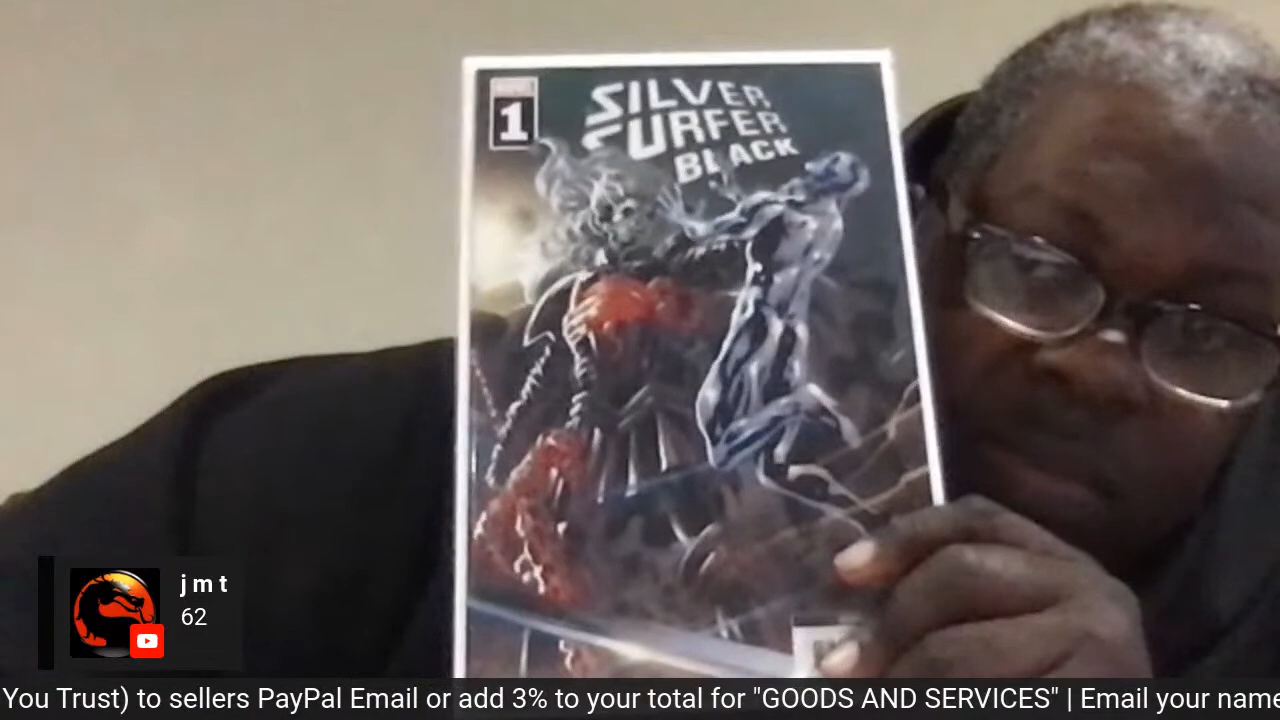 1
SILVER
SURFER
BLACK
j m t
62
You Trust) to sellers PayPal Email or add 3% to your total for "GOODS AND SERVICES" | Email your name